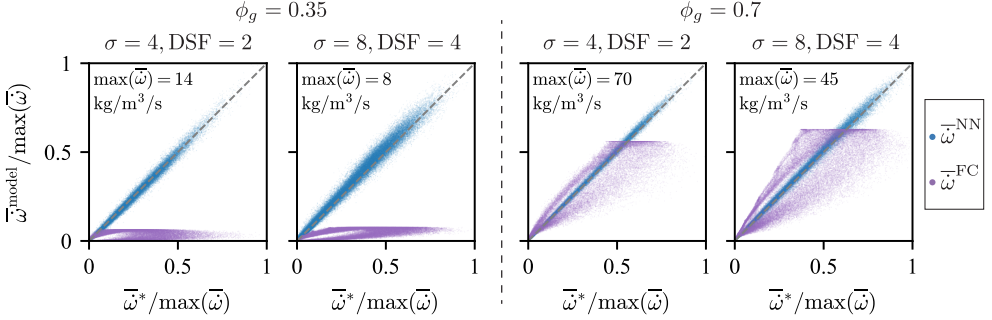 ϕ_g = 0.35
ϕ_g = 0.7
σ = 4, DSF = 2
σ = 8, DSF = 4
σ = 4, DSF = 2
σ = 8, DSF = 4
max(ω̇̅) = 14
kg/m³/s
max(ω̇̅) = 8
kg/m³/s
max(ω̇̅) = 70
kg/m³/s
max(ω̇̅) = 45
kg/m³/s
ω̇̅^model/max(ω̇̅)
1
0.5
0
0 0.5 1
0 0.5 1
0 0.5 1
0 0.5 1
ω̇̅*/max(ω̇̅)
ω̇̅*/max(ω̇̅)
ω̇̅*/max(ω̇̅)
ω̇̅*/max(ω̇̅)
ω̇̅^NN
ω̇̅^FC